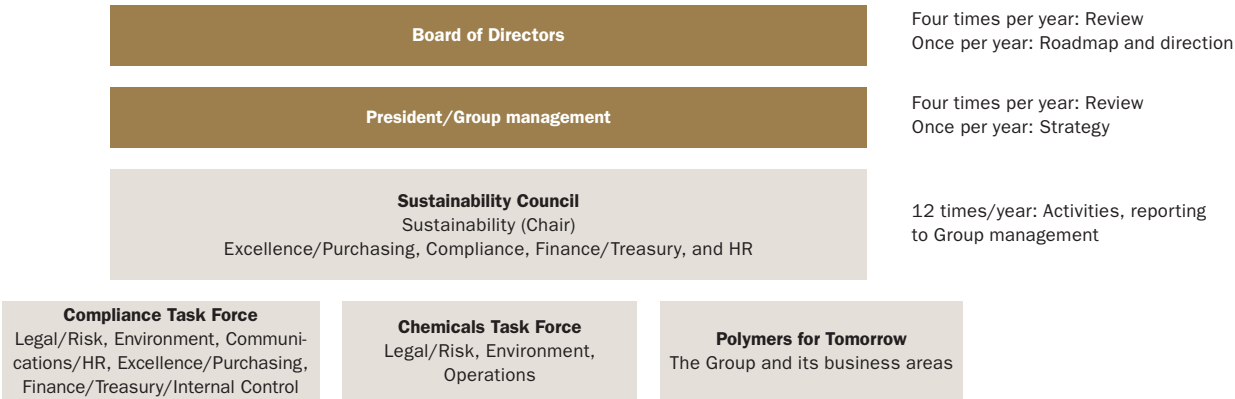 Board of Directors
Four times per year: Review
Once per year: Roadmap and direction
President/Group management
Four times per year: Review
Once per year: Strategy
Sustainability Council
Sustainability (Chair)
Excellence/Purchasing, Compliance, Finance/Treasury, and HR
12 times/year: Activities, reporting
to Group management
Compliance Task Force
Legal/Risk, Environment, Communi-
cations/HR, Excellence/Purchasing,
Finance/Treasury/Internal Control
Chemicals Task Force
Legal/Risk, Environment,
Operations
Polymers for Tomorrow
The Group and its business areas